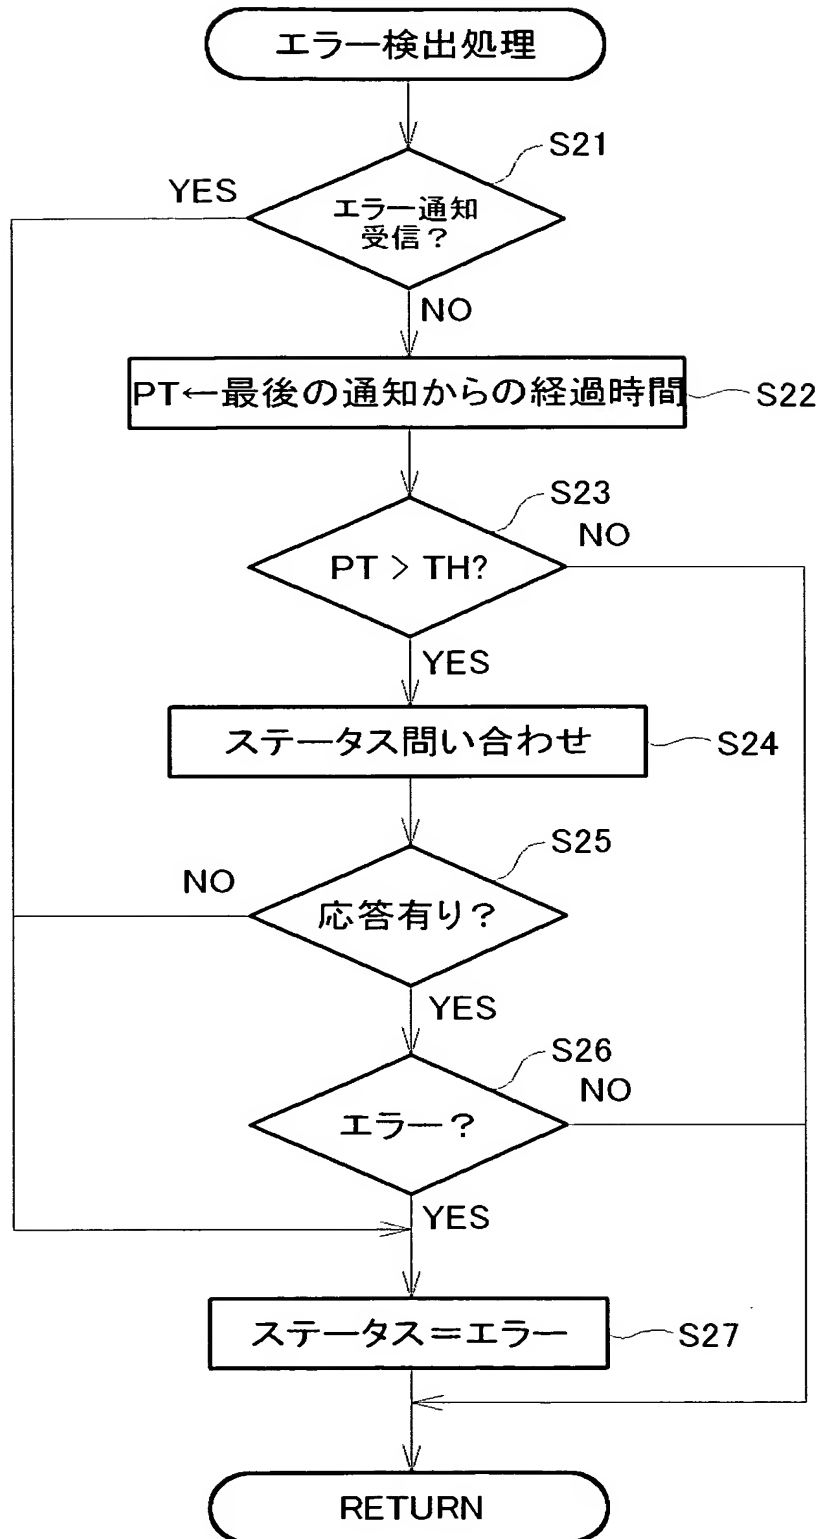 エラー検出処理
S21
YES
エラー通知
受信？
NO
PT←最後の通知からの経過時間
S22
S23
NO
PT > TH?
YES
ステータス問い合わせ
S24
S25
NO
応答有り？
YES
S26
NO
エラー？
YES
ステータス＝エラー
S27
RETURN